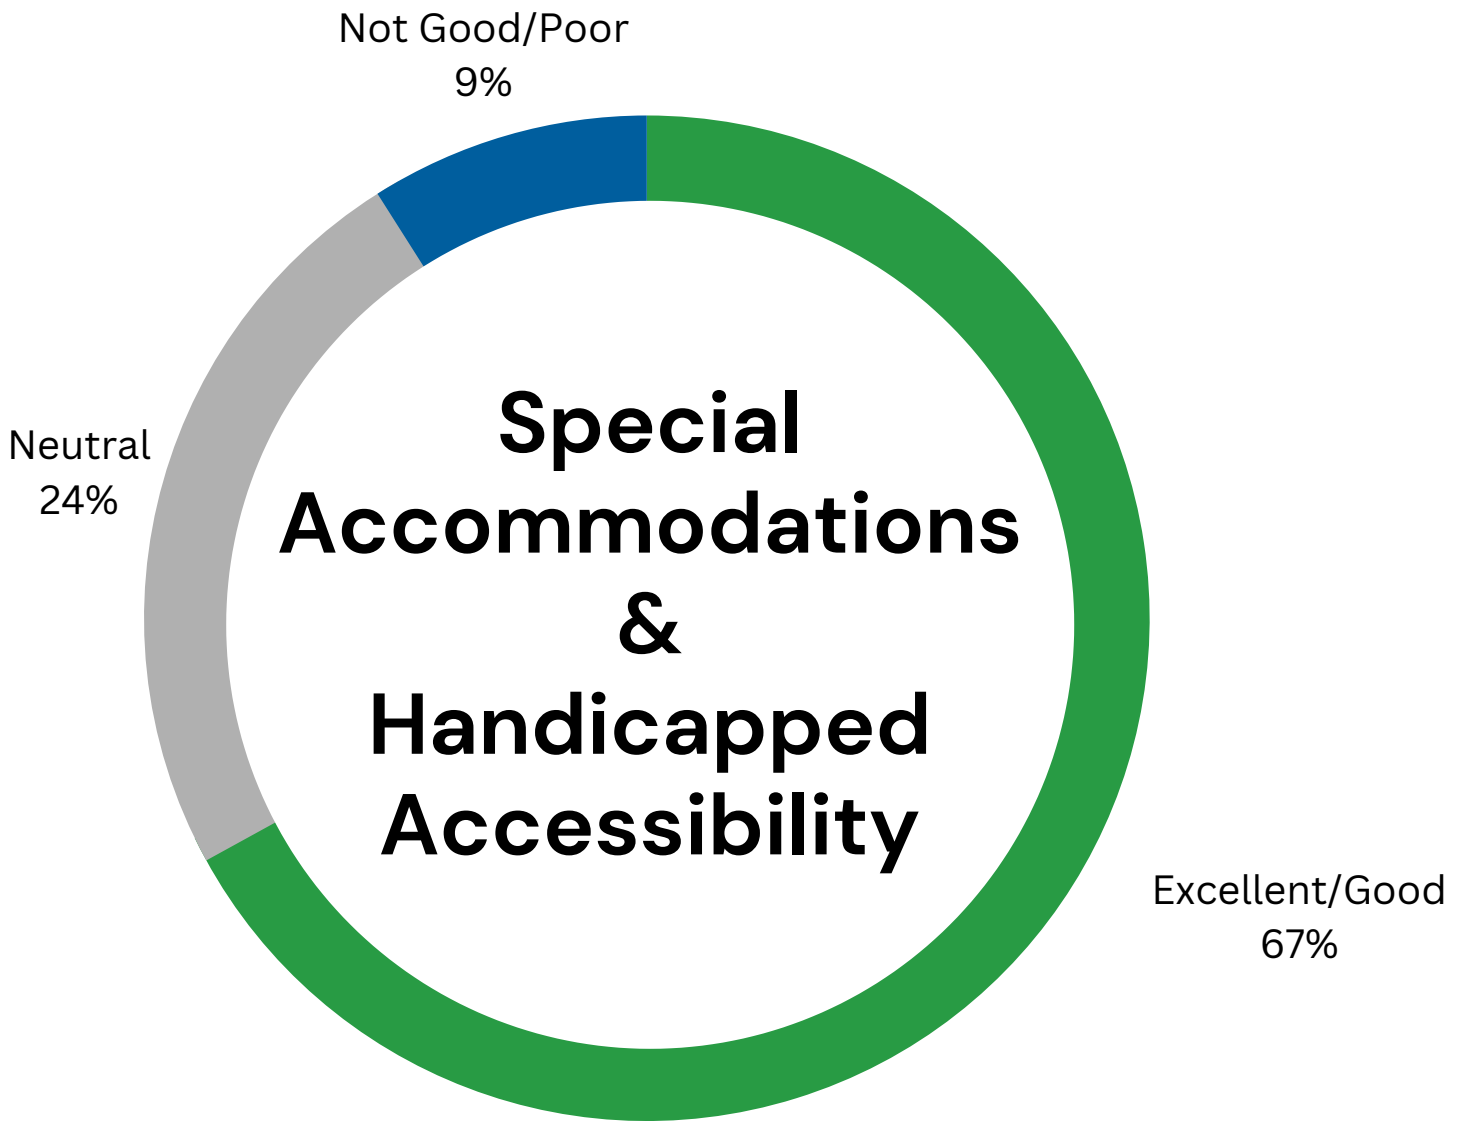 Not Good/Poor
9%
Neutral
24%
Special
Accommodations
&
Handicapped
Accessibility
Excellent/Good
67%